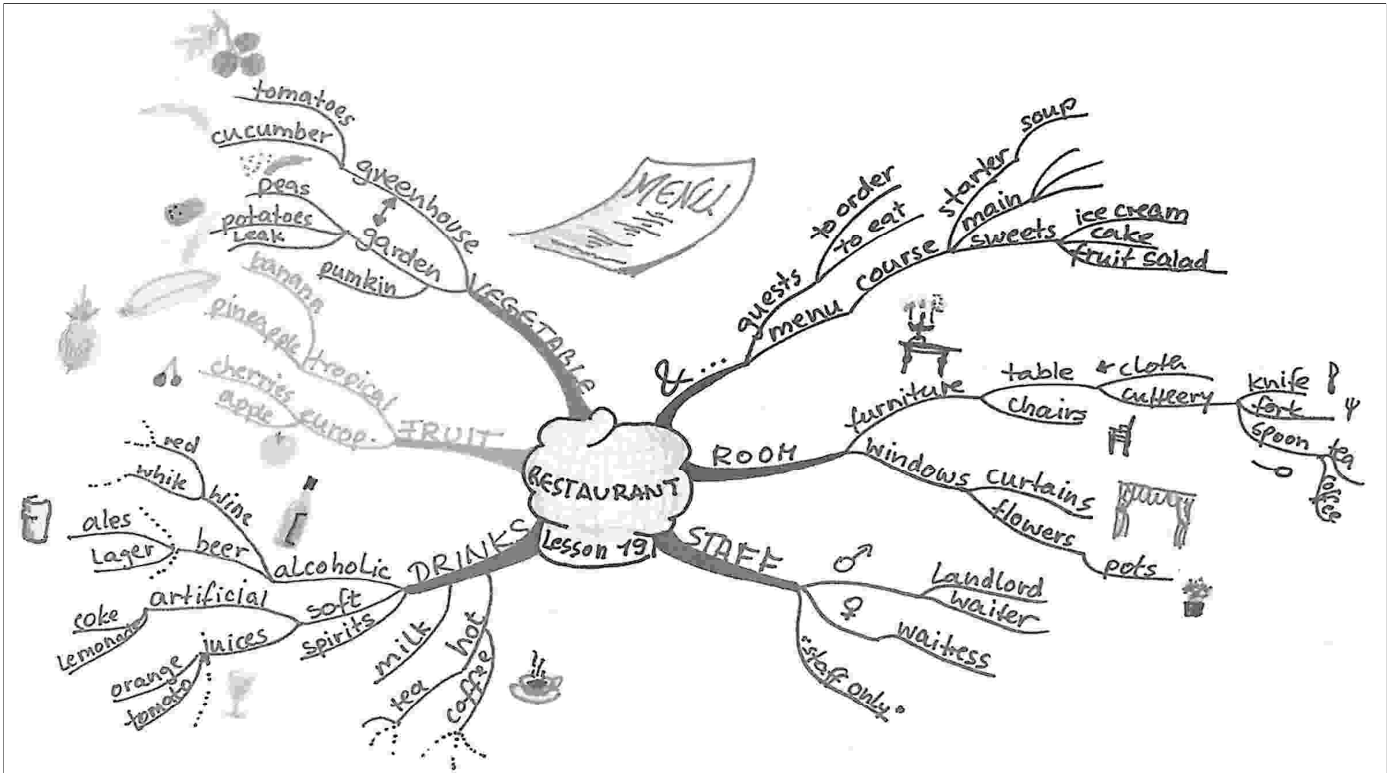 RESTAURANT
Lesson 19
MENU
VEGETABLE
greenhouse
tomatoes
cucumber
garden
peas
potatoes
Leak
pumkin
FRUIT
tropical
banana
pineapple
europ.
cherries
apple
DRINKS
alcoholic
wine
red
white
beer
ales
Lager
soft
artificial
coke
Lemonade
juices
orange
tomato
spirits
milk
hot
tea
coffee
& ...
guests
to order
to eat
menu
course
starter
soup
main
sweets
ice cream
cake
fruit salad
ROOM
furniture
table
cloth
cuttlery
knife
fork
spoon
tea
coffee
chairs
windows
curtains
flowers
pots
STAFF
♂
Landlord
waiter
♀
waitress
"staff only"